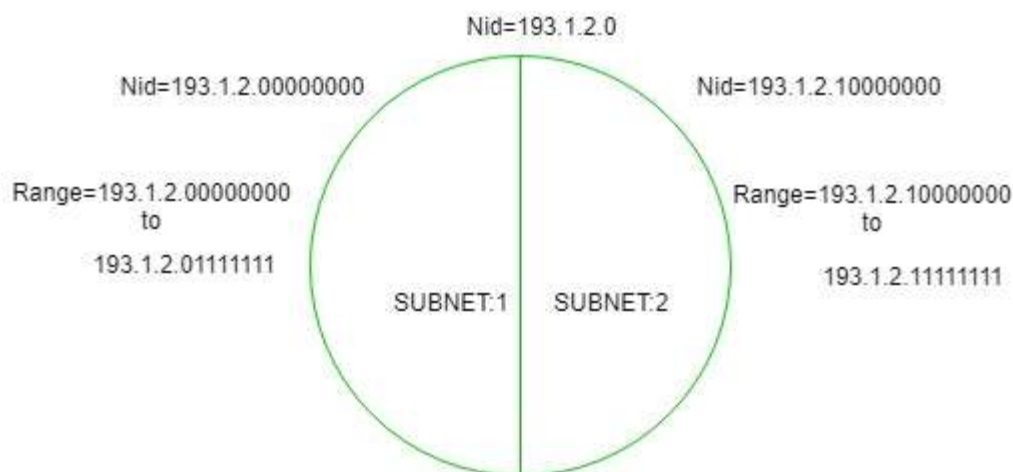 Nid=193.1.2.0
Nid=193.1.2.00000000
Nid=193.1.2.10000000
Range=193.1.2.00000000
to
193.1.2.01111111
Range=193.1.2.10000000
to
193.1.2.11111111
SUBNET:1
SUBNET:2